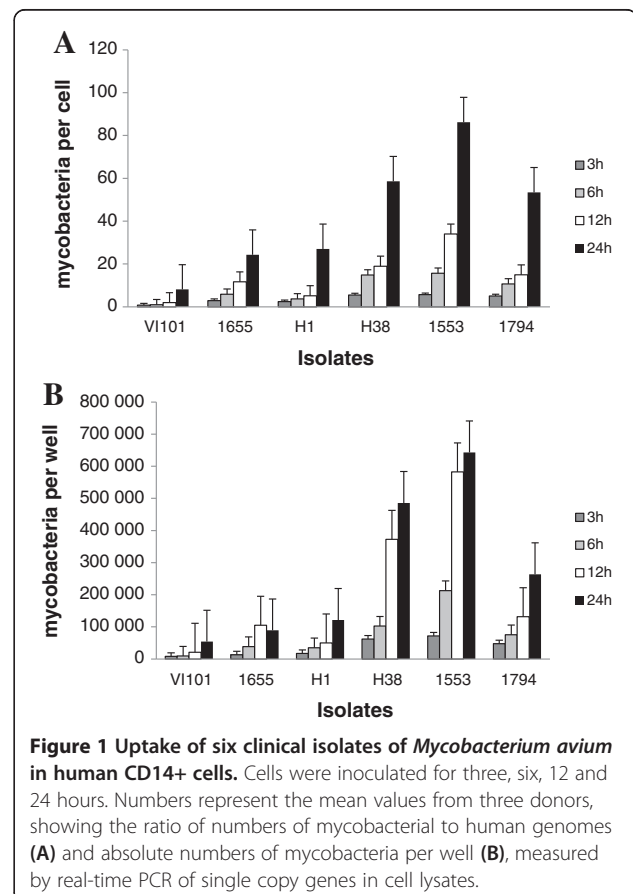 A
120
100
80
60
40
20
0
mycobacteria per cell
3h
6h
12h
24h
VI101 1655 H1 H38 1553 1794
Isolates
B
800 000
700 000
600 000
500 000
400 000
300 000
200 000
100 000
0
mycobacteria per well
3h
6h
12h
24h
VI101 1655 H1 H38 1553 1794
Isolates
Figure 1 Uptake of six clinical isolates of Mycobacterium avium
in human CD14+ cells. Cells were inoculated for three, six, 12 and
24 hours. Numbers represent the mean values from three donors,
showing the ratio of numbers of mycobacterial to human genomes
(A) and absolute numbers of mycobacteria per well (B), measured
by real-time PCR of single copy genes in cell lysates.